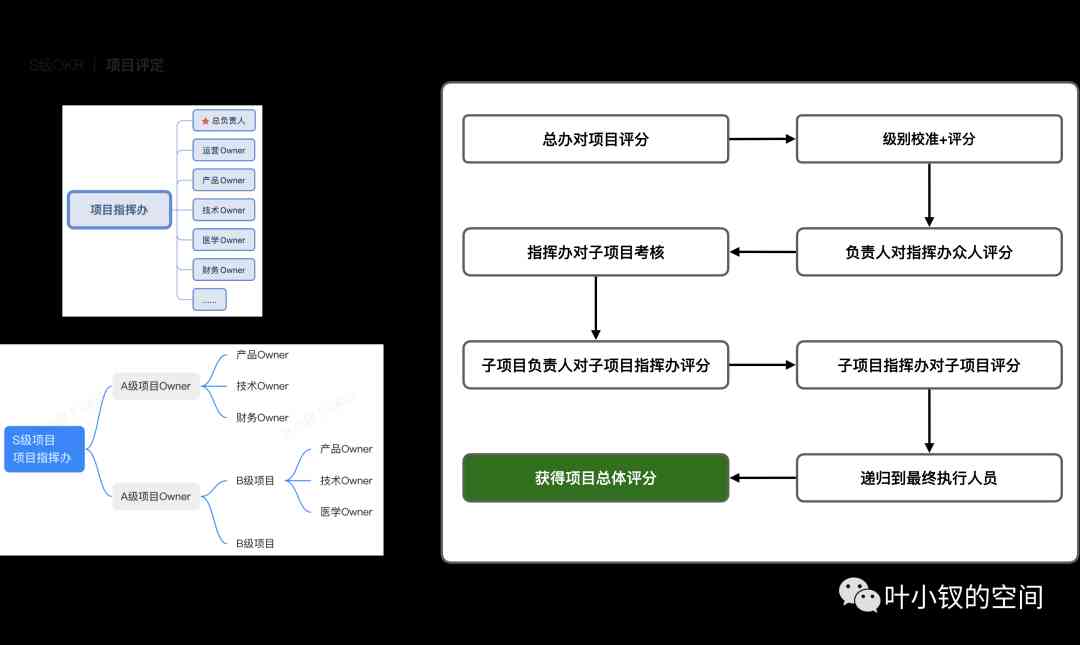 S级OKR | 项目评定
项目指挥办
★ 总负责人
运营Owner
产品Owner
技术Owner
医学Owner
财务Owner
......
S级项目
项目指挥办
A级项目Owner
产品Owner
技术Owner
财务Owner
A级项目Owner
B级项目
产品Owner
技术Owner
医学Owner
B级项目
总办对项目评分
级别校准+评分
负责人对指挥办众人评分
指挥办对子项目考核
子项目负责人对子项目指挥办评分
子项目指挥办对子项目评分
递归到最终执行人员
获得项目总体评分
叶小钗的空间